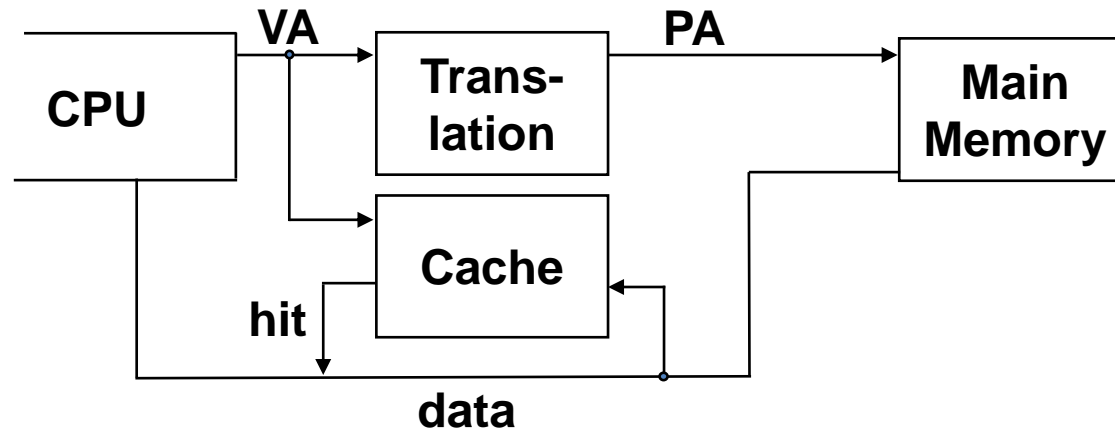 VA
PA
CPU
Trans-
lation
Main
Memory
Cache
hit
data